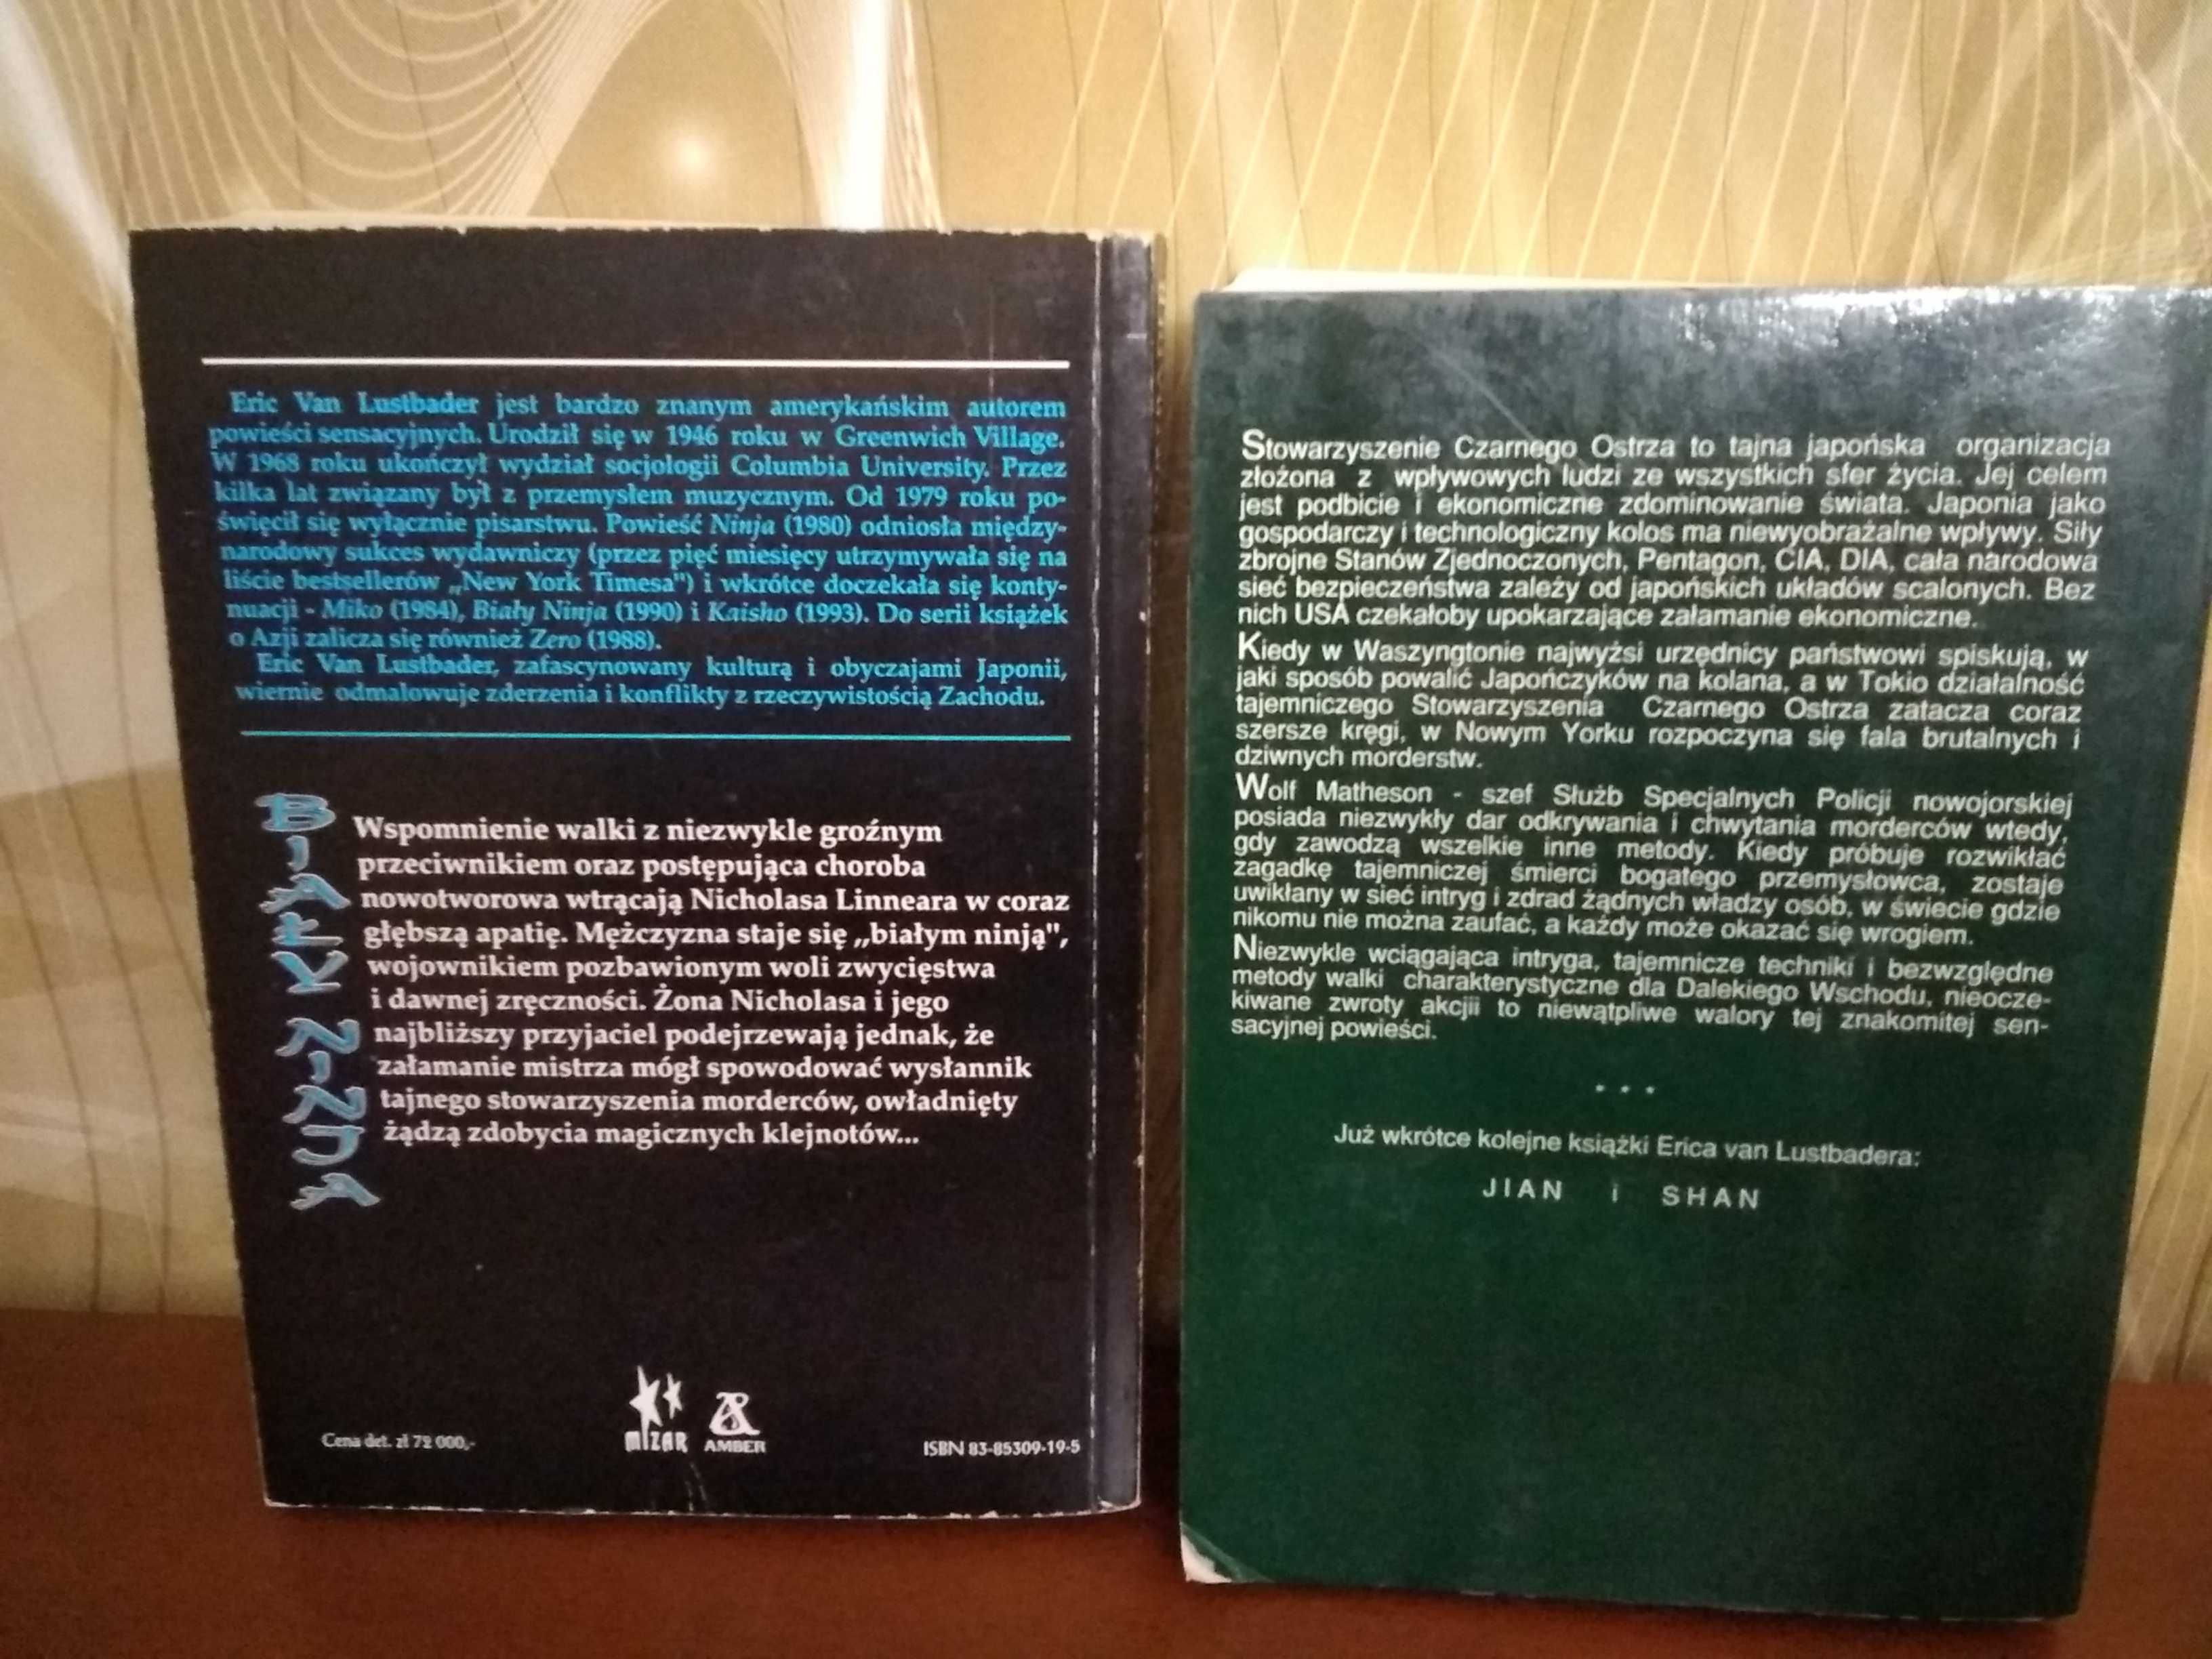 Eric Van Lustbader jest bardzo znanym amerykańskim autorem
powieści sensacyjnych. Urodził się w 1946 roku w Greenwich Village.
W 1968 roku ukończył wydział socjologii Columbia University. Przez
kilka lat związany był z przemysłem muzycznym. Od 1979 roku po-
święcił się wyłącznie pisarstwu. Powieść Ninja (1980) odniosła między-
narodowy sukces wydawniczy (przez pięć miesięcy utrzymywała się na
liście bestsellerów „New York Timesa") i wkrótce doczekała się konty-
nuacji - Miko (1984), Biały Ninja (1990) i Kaisho (1993). Do serii książek
o Azji zalicza się również Zero (1988).
Eric Van Lustbader, zafascynowany kulturą i obyczajami Japonii,
wiernie odmalowuje zderzenia i konflikty z rzeczywistością Zachodu.
BIAŁY NINJA
Wspomnienie walki z niezwykle groźnym
przeciwnikiem oraz postępująca choroba
nowotworowa wtrącają Nicholasa Linneara w coraz
głębszą apatię. Mężczyzna staje się „białym ninją",
wojownikiem pozbawionym woli zwycięstwa
i dawnej zręczności. Żona Nicholasa i jego
najbliższy przyjaciel podejrzewają jednak, że
załamanie mistrza mógł spowodować wysłannik
tajnego stowarzyszenia morderców, owładnięty
żądzą zdobycia magicznych klejnotów...
Cena det. zł 72 000,-
mizar
AMBER
ISBN 83-85309-19-5
Stowarzyszenie Czarnego Ostrza to tajna japońska organizacja
złożona z wpływowych ludzi ze wszystkich sfer życia. Jej celem
jest podbicie i ekonomiczne zdominowanie świata. Japonia jako
gospodarczy i technologiczny kolos ma niewyobrażalne wpływy. Siły
zbrojne Stanów Zjednoczonych, Pentagon, CIA, DIA, cała narodowa
sieć bezpieczeństwa zależy od japońskich układów scalonych. Bez
nich USA czekałoby upokarzające załamanie ekonomiczne.
Kiedy w Waszyngtonie najwyżsi urzędnicy państwowi spiskują, w
jaki sposób powalić Japończyków na kolana, a w Tokio działalność
tajemniczego Stowarzyszenia Czarnego Ostrza zatacza coraz
szersze kręgi, w Nowym Yorku rozpoczyna się fala brutalnych i
dziwnych morderstw.
Wolf Matheson - szef Służb Specjalnych Policji nowojorskiej
posiada niezwykły dar odkrywania i chwytania morderców wtedy,
gdy zawodzą wszelkie inne metody. Kiedy próbuje rozwikłać
zagadkę tajemniczej śmierci bogatego przemysłowca, zostaje
uwikłany w sieć intryg i zdrad żądnych władzy osób, w świecie gdzie
nikomu nie można zaufać, a każdy może okazać się wrogiem.
Niezwykle wciągająca intryga, tajemnicze techniki i bezwzględne
metody walki charakterystyczne dla Dalekiego Wschodu, nieocze-
kiwane zwroty akcjii to niewątpliwe walory tej znakomitej sen-
sacyjnej powieści.
• • •
Już wkrótce kolejne książki Erica van Lustbadera:
JIAN i SHAN